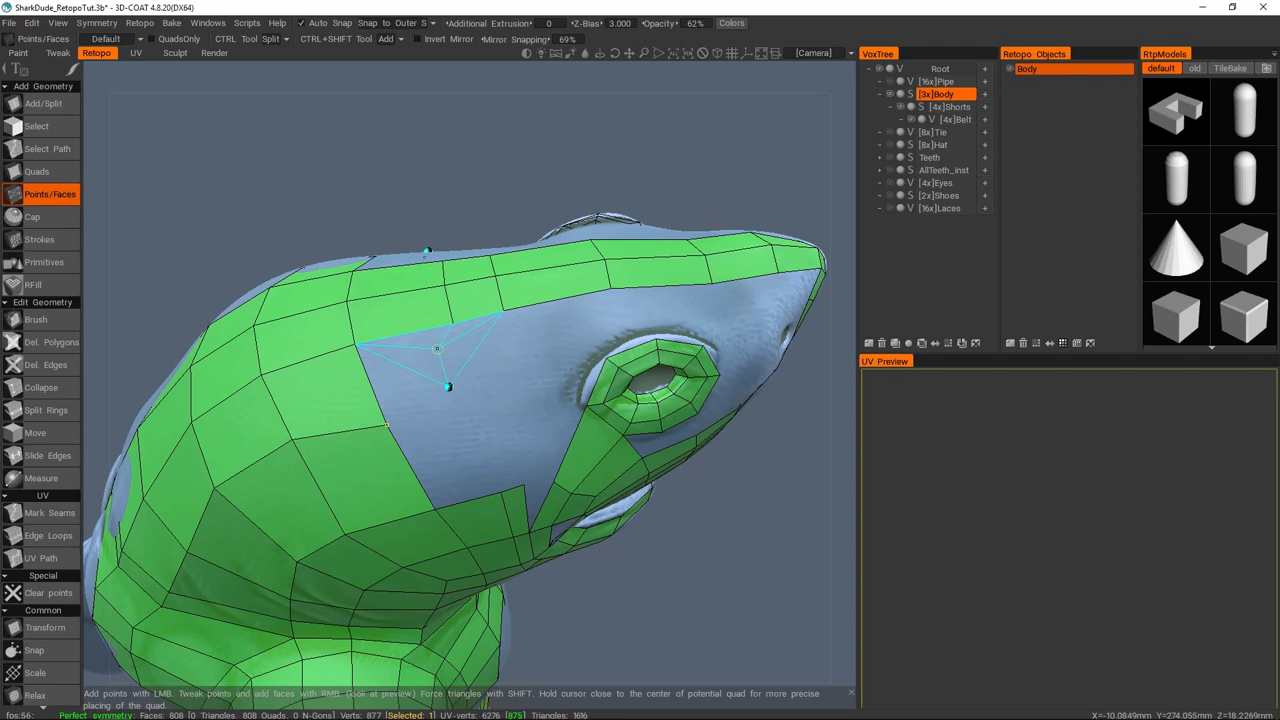 SharkDude_RetopoTut.3b* - 3D-COAT 4.8.20(DX64)
File Edit View Symmetry Retopo Bake Windows Scripts Help Auto Snap Snap to Outer S Additional Extrusion 0 Z-Bias 3.000 Opacity 62% Colors
Points/Faces Default QuadsOnly CTRL Tool Split CTRL+SHIFT Tool Add Invert Mirror Mirror Snapping 69%
Paint Tweak Retopo UV Sculpt Render [Camera]
Add Geometry
Add/Split
Select
Select Path
Quads
Points/Faces
Cap
Strokes
Primitives
RFill
Edit Geometry
Brush
Del. Polygons
Del. Edges
Collapse
Split Rings
Move
Slide Edges
Measure
UV
Mark Seams
Edge Loops
UV Path
Special
Clear points
Common
Transform
Snap
Scale
Relax
VoxTree
Root
V [16x]Pipe
S [3x]Body
S [4x]Shorts
V [4x]Belt
V [8x]Tie
S [8x]Hat
S Teeth
S AllTeeth_inst
V [4x]Eyes
S [2x]Shoes
V [16x]Laces
Retopo Objects
Body
RtpModels
default old TileBake
UV Preview
Add points with LMB. Tweak points and add faces with RMB. (look at preview) Force triangles with SHIFT. Hold cursor close to the center of potential quad for more precise
placing of the quad.
fps:56; Perfect symmetry; Faces: 808 [0 Triangles, 808 Quads, 0 N-Gons] Verts: 877 [Selected: 1] UV-verts: 6276 [875] Triangles: 1616 X=-10.0849mm Y=274.055mm Z=18.2269mm